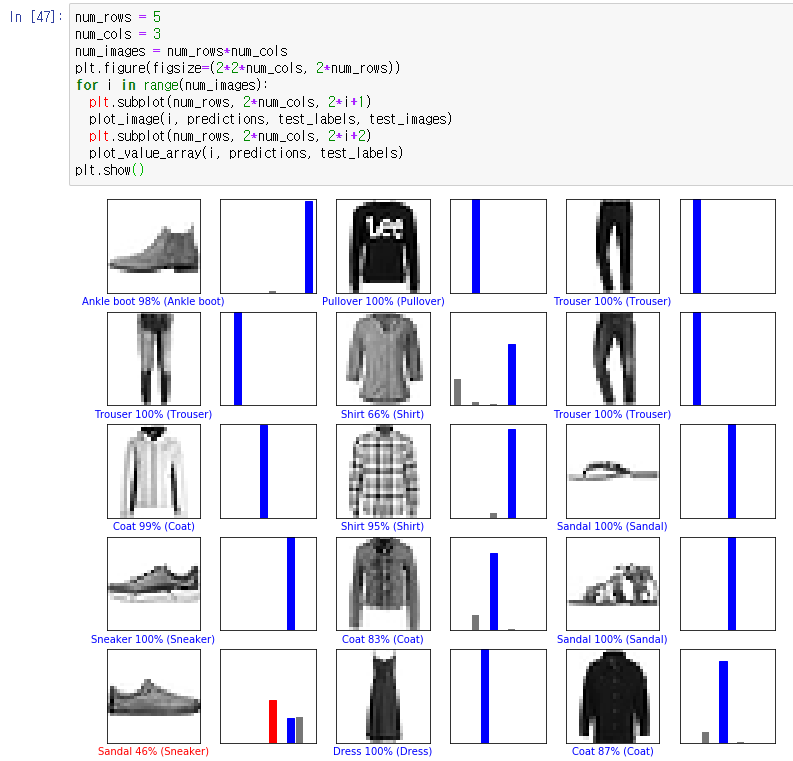 In [47]:
num_rows = 5
num_cols = 3
num_images = num_rows*num_cols
plt.figure(figsize=(2*2*num_cols, 2*num_rows))
for i in range(num_images):
  plt.subplot(num_rows, 2*num_cols, 2*i+1)
  plot_image(i, predictions, test_labels, test_images)
  plt.subplot(num_rows, 2*num_cols, 2*i+2)
  plot_value_array(i, predictions, test_labels)
plt.show()
Lee
Ankle boot 98% (Ankle boot)
Pullover 100% (Pullover)
Trouser 100% (Trouser)
Trouser 100% (Trouser)
Shirt 66% (Shirt)
Trouser 100% (Trouser)
Coat 99% (Coat)
Shirt 95% (Shirt)
Sandal 100% (Sandal)
Sneaker 100% (Sneaker)
Coat 83% (Coat)
Sandal 100% (Sandal)
Sandal 46% (Sneaker)
Dress 100% (Dress)
Coat 87% (Coat)